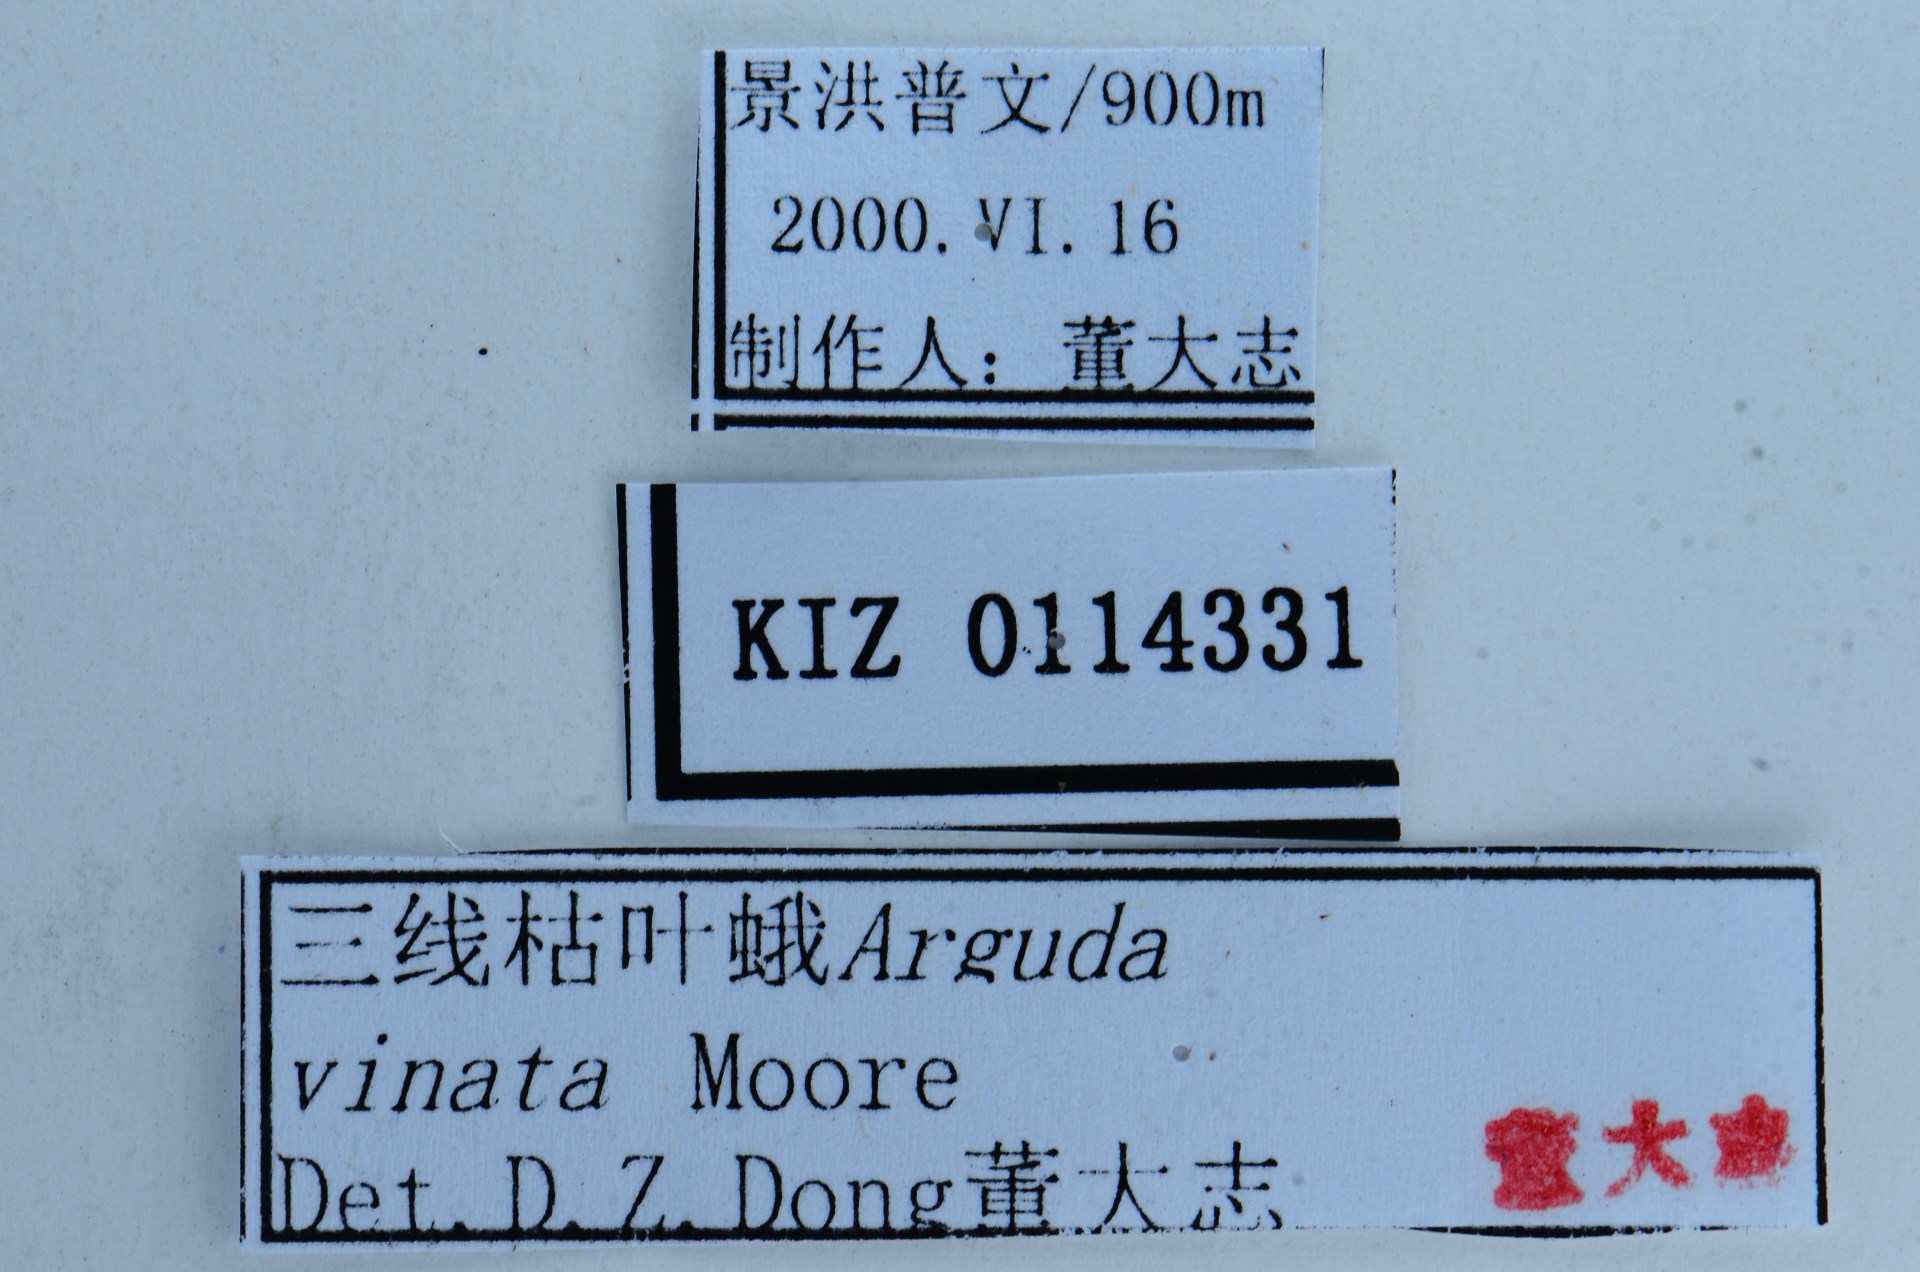 景洪普文/900m
2000.VI.16
制作人：董大志
KIZ 0114331
三线枯叶蛾Arguda
vinata Moore
Det.D.Z.Dong董大志
董大志